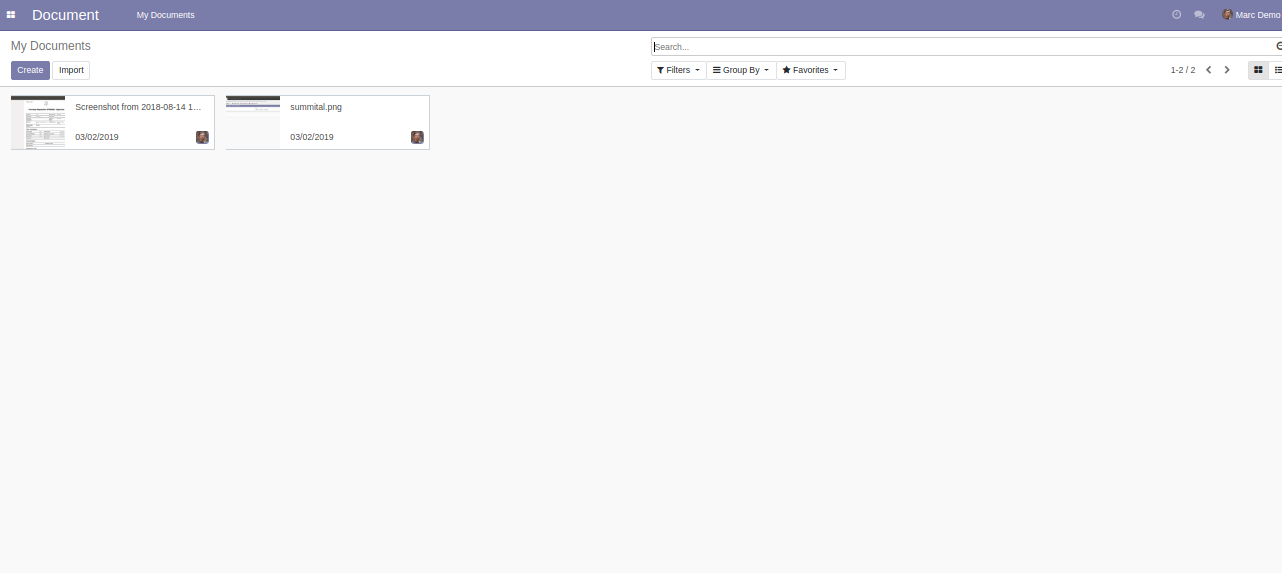 Document My Documents Marc Demo
My Documents
Search...
Create Import
Filters Group By Favorites 1-2 / 2
Screenshot from 2018-08-14 1...
03/02/2019
summital.png
03/02/2019